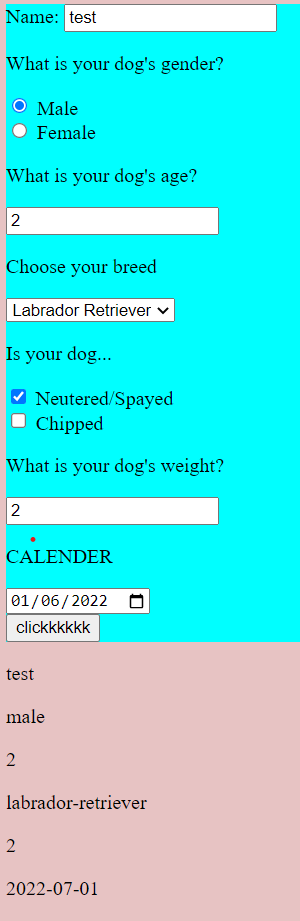 Name: test
What is your dog's gender?
Male
Female
What is your dog's age?
2
Choose your breed
Labrador Retriever
Is your dog...
Neutered/Spayed
Chipped
What is your dog's weight?
2
CALENDER
01/06/2022
clickkkkkk
test
male
2
labrador-retriever
2
2022-07-01